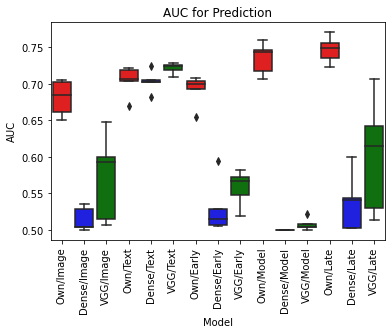 AUC for Prediction
AUC
0.75
0.70
0.65
0.60
0.55
0.50
Own/Image
Dense/Image
VGG/Image
Own/Text
Dense/Text
VGG/Text
Own/Early
Dense/Early
VGG/Early
Own/Model
Dense/Model
VGG/Model
Own/Late
Dense/Late
VGG/Late
Model